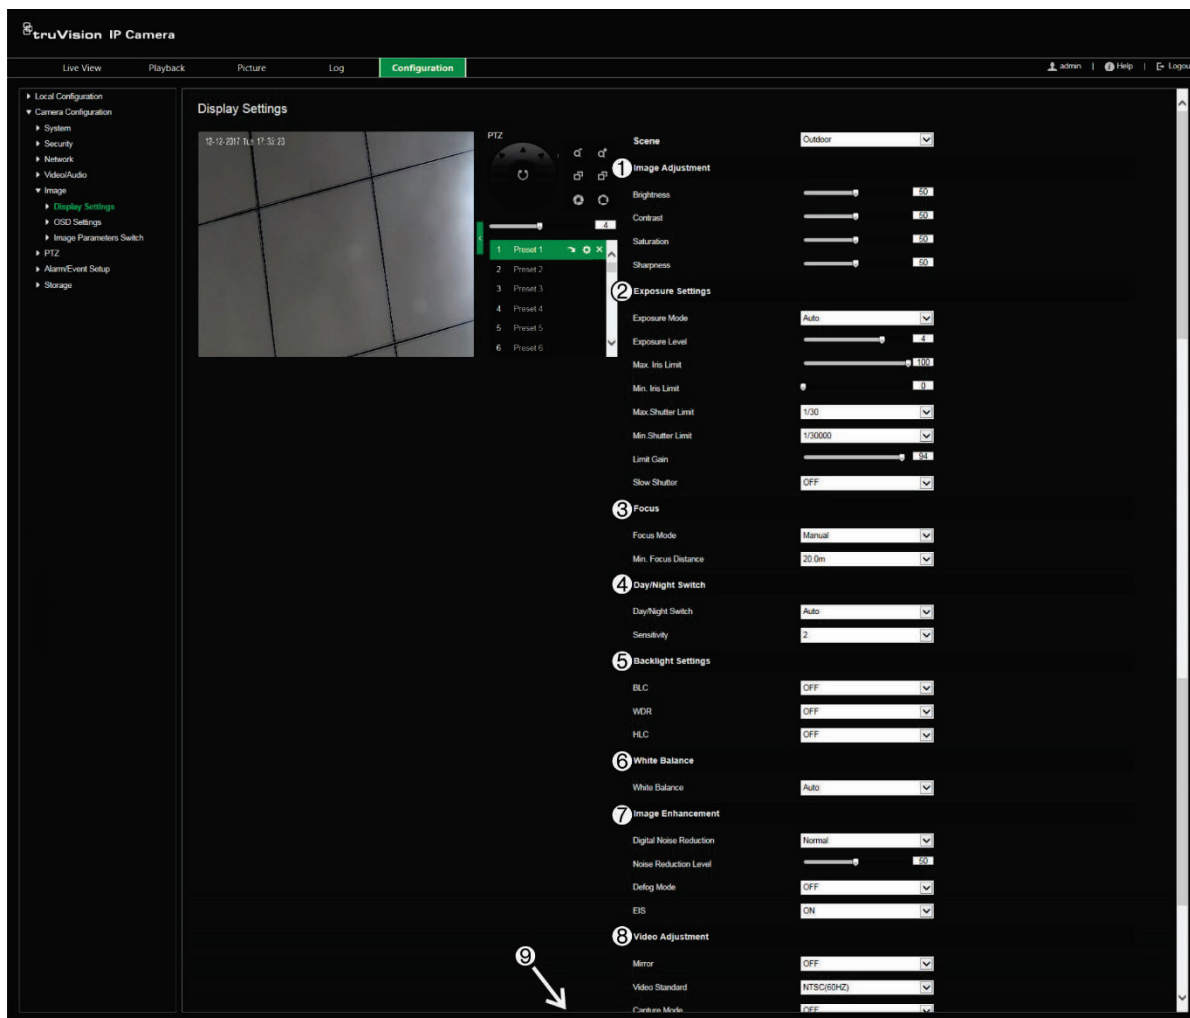 truVision IP Camera
Live View Playback Picture Log Configuration admin | Help | Logou
Local Configuration
Camera Configuration
System
Security
Network
Video/Audio
Image
Display Settings
OSD Settings
Image Parameters Switch
PTZ
Alarm/Event Setup
Storage
Display Settings
12-12-2017 Tue 17:33:23
PTZ
4
1 Preset 1
2 Preset 2
3 Preset 3
4 Preset 4
5 Preset 5
6 Preset 6
Scene Outdoor
1 Image Adjustment
Brightness 50
Contrast 50
Saturation 50
Sharpness 50
2 Exposure Settings
Exposure Mode Auto
Exposure Level 4
Max. Iris Limit 100
Min. Iris Limit 0
Max.Shutter Limit 1/30
Min.Shutter Limit 1/30000
Limit Gain 94
Slow Shutter OFF
3 Focus
Focus Mode Manual
Min. Focus Distance 20.0m
4 Day/Night Switch
Day/Night Switch Auto
Sensitivity 2
5 Backlight Settings
BLC OFF
WDR OFF
HLC OFF
6 White Balance
White Balance Auto
7 Image Enhancement
Digital Noise Reduction Normal
Noise Reduction Level 50
Defog Mode OFF
EIS ON
8 Video Adjustment
Mirror OFF
Video Standard NTSC(60HZ)
Capture Mode OFF
9